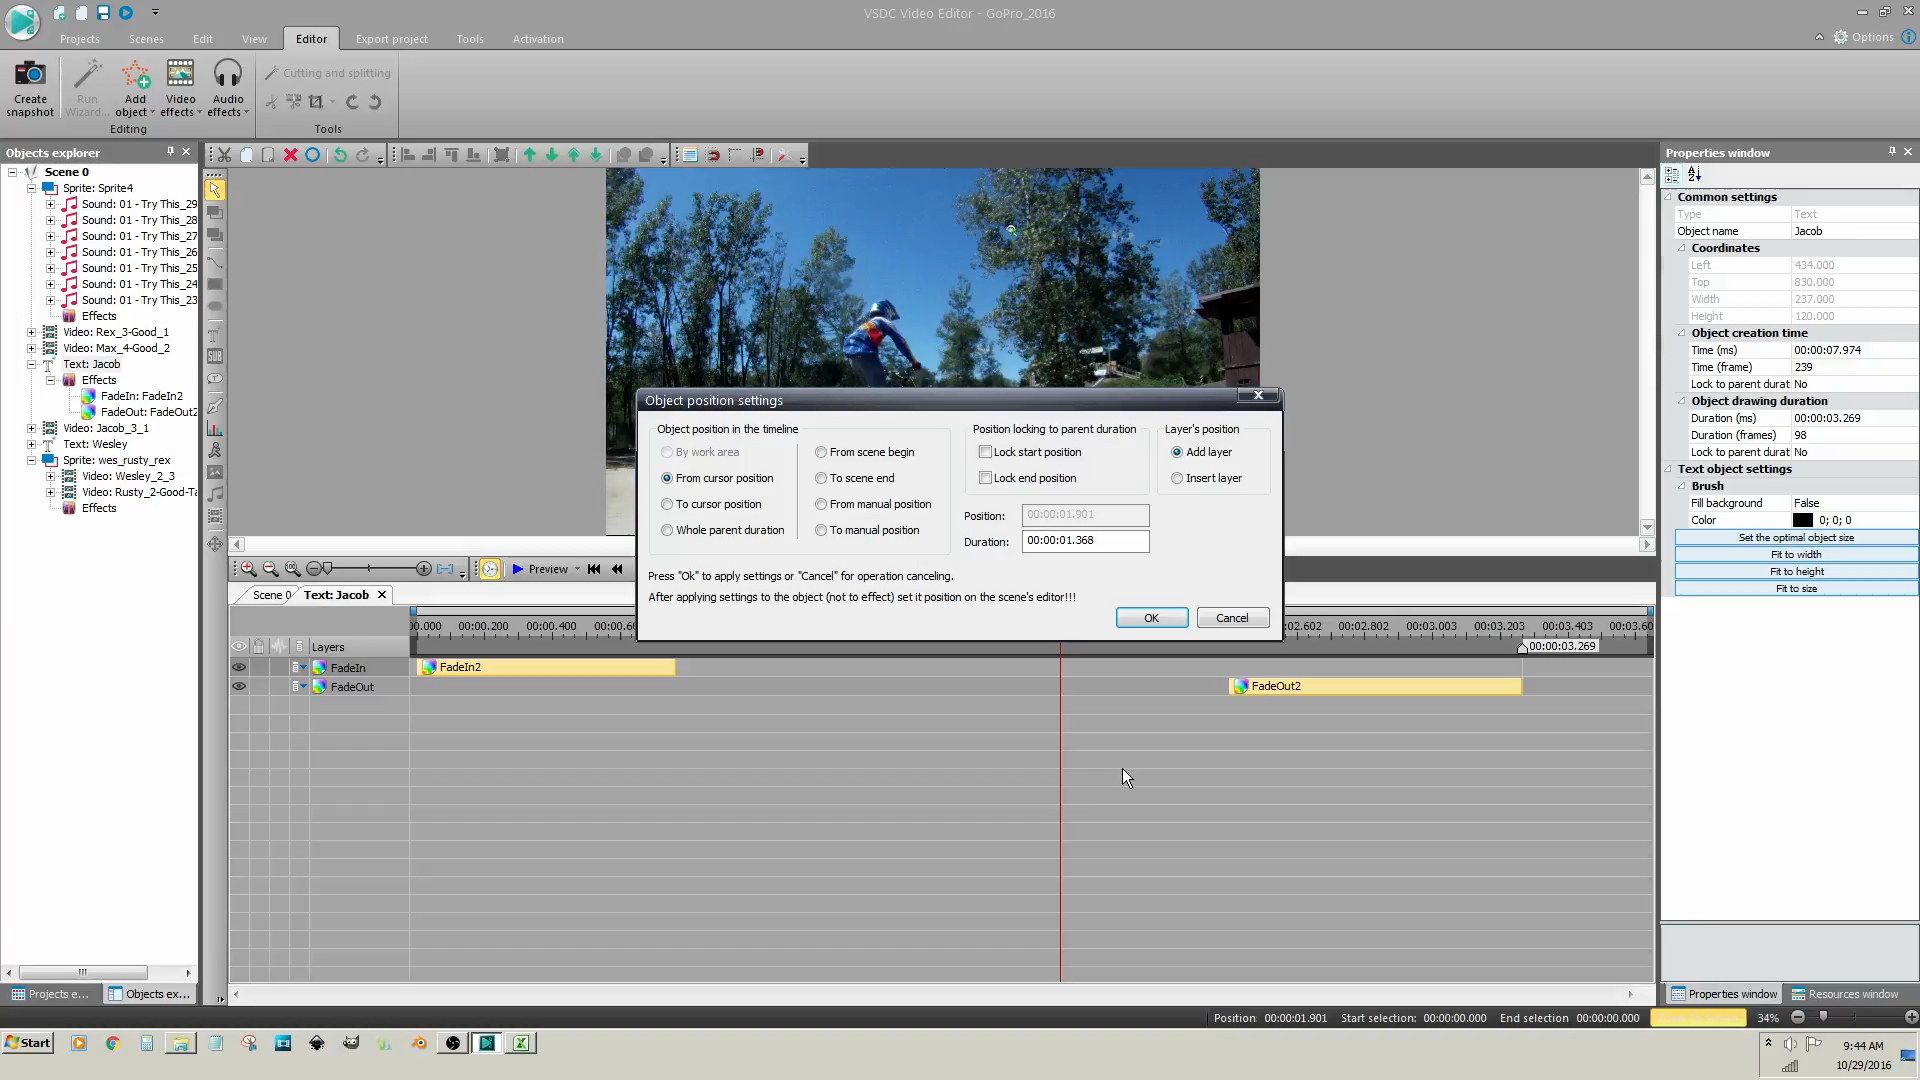 VSDC Video Editor - GoPro_2016
Projects Scenes Edit View Editor Export project Tools Activation
Options
Create snapshot
Run Wizard...
Add object
Video effects
Audio effects
Cutting and splitting
Editing
Tools
Objects explorer
Scene 0
Sprite: Sprite4
Sound: 01 - Try This_29
Sound: 01 - Try This_28
Sound: 01 - Try This_27
Sound: 01 - Try This_26
Sound: 01 - Try This_25
Sound: 01 - Try This_24
Sound: 01 - Try This_23
Effects
Video: Rex_3-Good_1
Video: Max_4-Good_2
Text: Jacob
Effects
FadeIn: FadeIn2
FadeOut: FadeOut2
Video: Jacob_3_1
Text: Wesley
Sprite: wes_rusty_rex
Video: Wesley_2_3
Video: Rusty_2-Good-Ta
Effects
Projects e...
Objects ex...
SUB
Object position settings
Object position in the timeline
By work area
From cursor position
To cursor position
Whole parent duration
From scene begin
To scene end
From manual position
To manual position
Position locking to parent duration
Lock start position
Lock end position
Layer's position
Add layer
Insert layer
Position: 00:00:01.901
Duration: 00:00:01.368
Press "Ok" to apply settings or "Cancel" for operation canceling.
After applying settings to the object (not to effect) set it position on the scene's editor!!!
OK
Cancel
Preview
Scene 0
Text: Jacob
0.000 00:00.200 00:00.400 00:00.60
02.602 00:02.802 00:03.003 00:03.203 00:03.403 00:03.60
00:00:03.269
Layers
FadeIn
FadeIn2
FadeOut
FadeOut2
Properties window
Common settings
Type Text
Object name Jacob
Coordinates
Left 434.000
Top 830.000
Width 237.000
Height 120.000
Object creation time
Time (ms) 00:00:07.974
Time (frame) 239
Lock to parent durat No
Object drawing duration
Duration (ms) 00:00:03.269
Duration (frames) 98
Lock to parent durat No
Text object settings
Brush
Fill background False
Color 0; 0; 0
Set the optimal object size
Fit to width
Fit to height
Fit to size
Properties window
Resources window
Position: 00:00:01.901 Start selection: 00:00:00.000 End selection 00:00:00.000
34%
Start
9:44 AM
10/29/2016